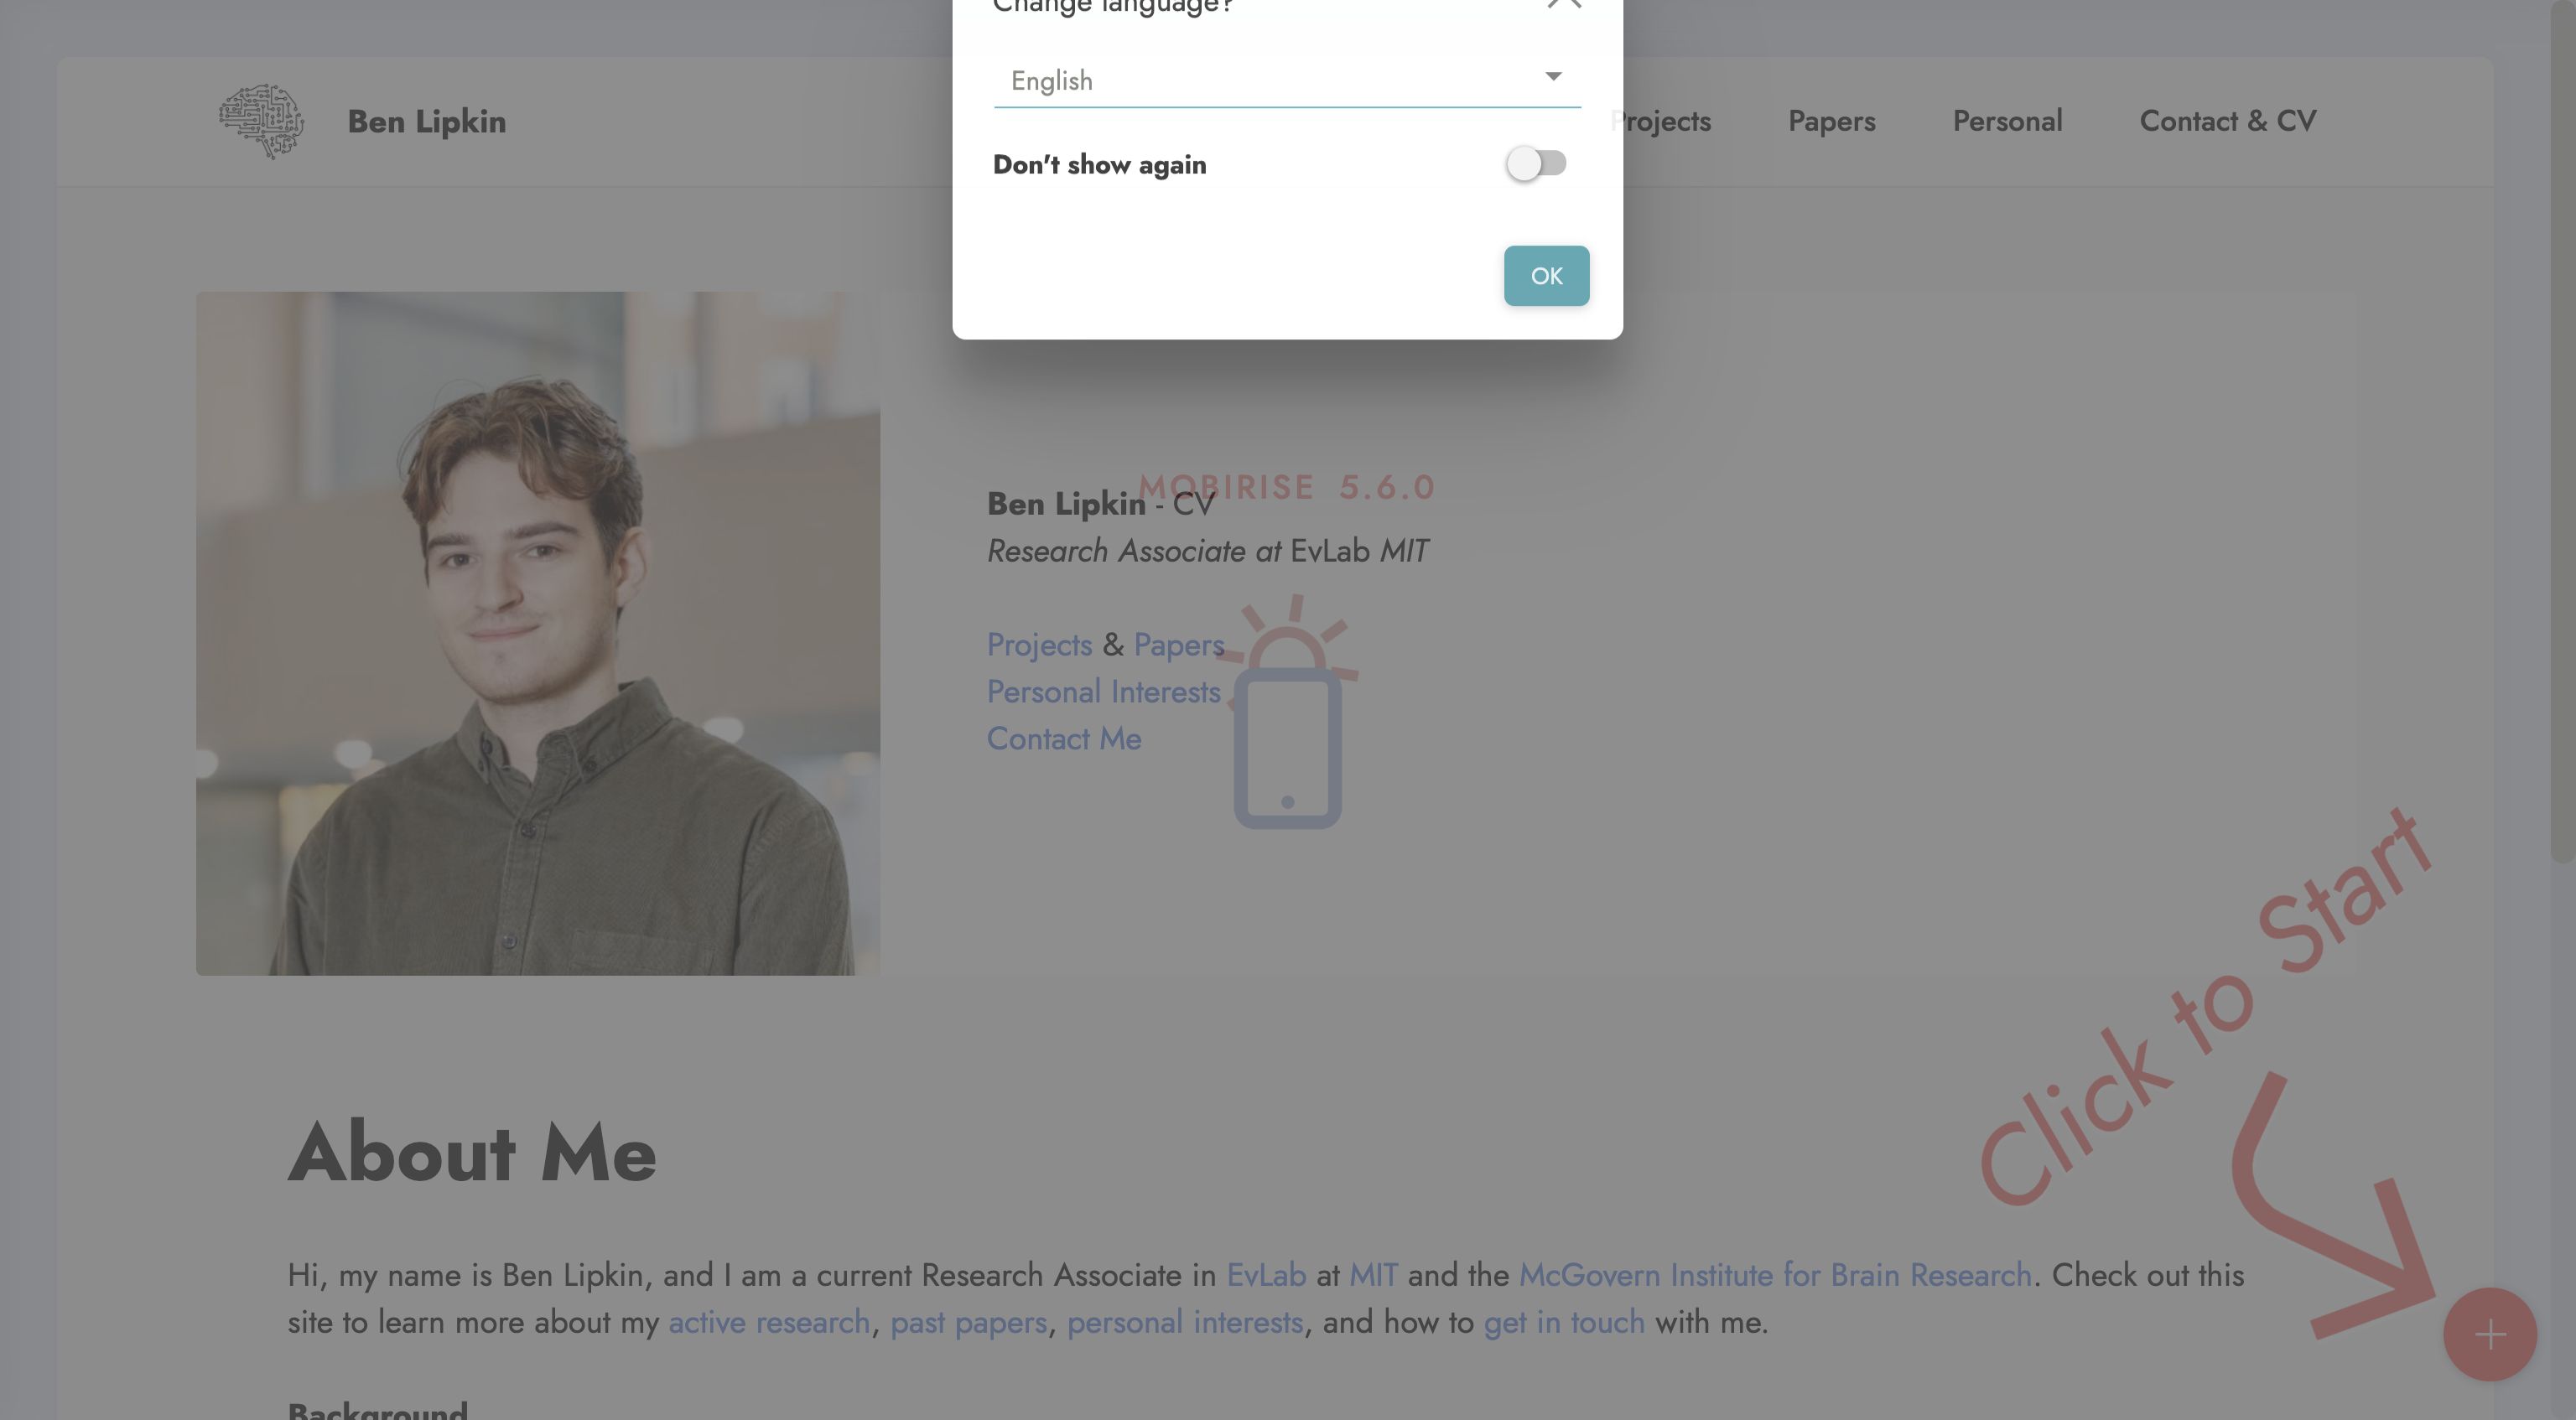 Change language?
English
Don't show again
OK
Ben Lipkin
Projects Papers Personal Contact & CV
MOBIRISE 5.6.0
Ben Lipkin - CV
Research Associate at EvLab MIT
Projects & Papers
Personal Interests
Contact Me
Click to Start
About Me
Hi, my name is Ben Lipkin, and I am a current Research Associate in EvLab at MIT and the McGovern Institute for Brain Research. Check out this
site to learn more about my active research, past papers, personal interests, and how to get in touch with me.
Background